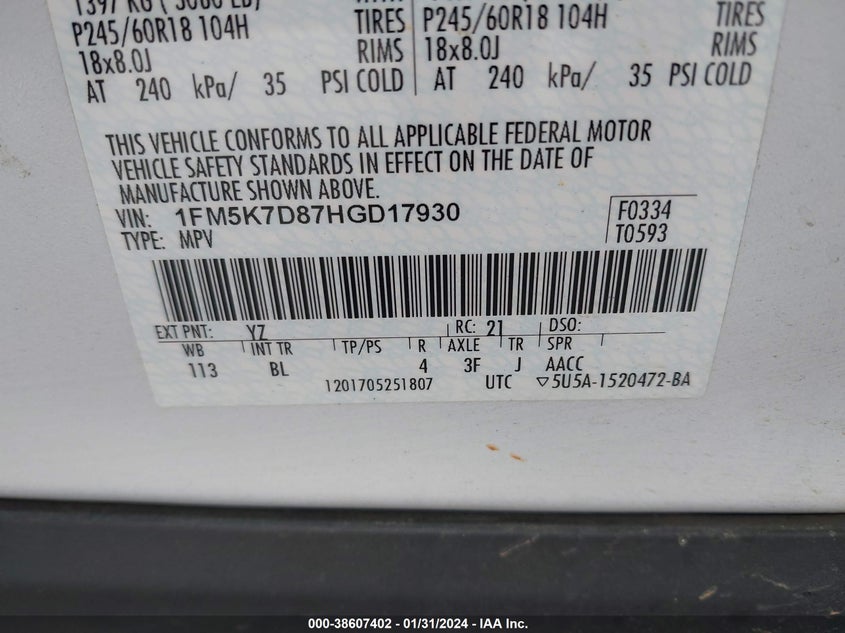 1397 KG ( 3080 LB)
P245/60R18 104H TIRES P245/60R18 104H TIRES
18x8.0J RIMS 18x8.0J RIMS
AT 240 kPa/ 35 PSI COLD AT 240 kPa/ 35 PSI COLD
THIS VEHICLE CONFORMS TO ALL APPLICABLE FEDERAL MOTOR
VEHICLE SAFETY STANDARDS IN EFFECT ON THE DATE OF
MANUFACTURE SHOWN ABOVE.
VIN: 1FM5K7D87HGD17930 F0334
TYPE: MPV T0593
EXT PNT: YZ RC: 21 DSO:
WB INT TR TP/PS R AXLE TR SPR
113 BL 4 3F J AACC
1201705251807 UTC ▽5U5A-1520472-BA
000-38607402 - 01/31/2024 - IAA Inc.